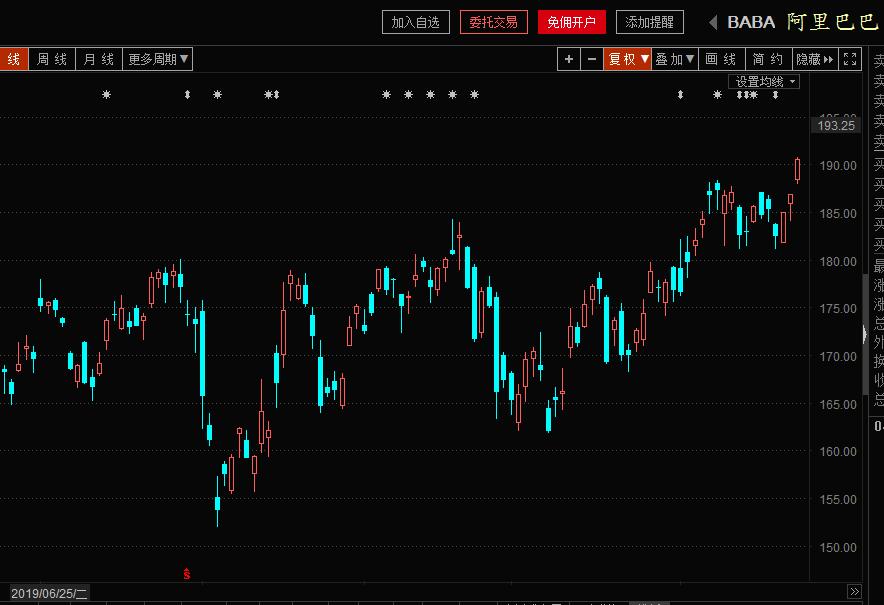 加入自选 委托交易 免佣开户 添加提醒 BABA 阿里巴巴
线 周线 月线 更多周期▼ + − 复权▼ 叠加▼ 画线 简约 隐藏
设置均线
193.25
190.00
185.00
180.00
175.00
170.00
165.00
160.00
155.00
150.00
卖
卖
卖
卖
卖
买
买
买
买
买
最
涨
涨
总
外
换
收
总
S
2019/06/25/二